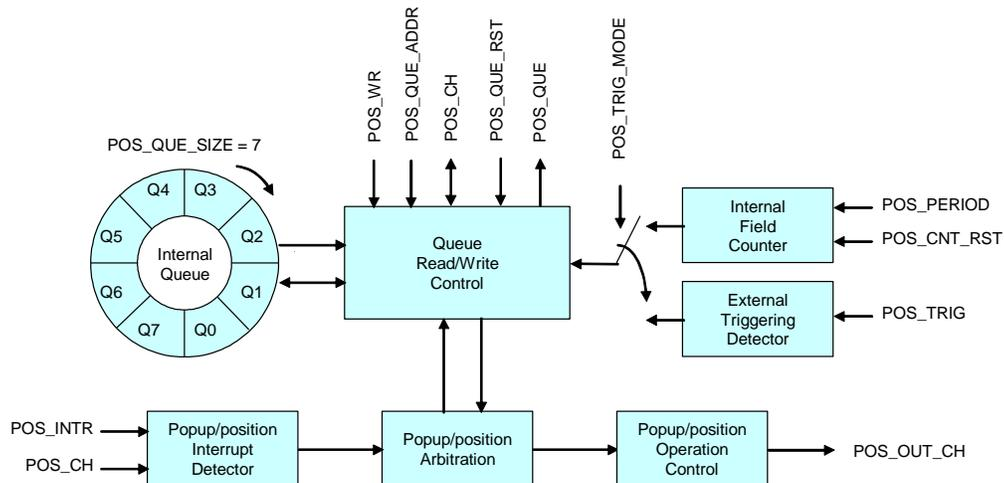 POS_WR
POS_QUE_ADDR
POS_CH
POS_QUE_RST
POS_QUE
POS_TRIG_MODE
POS_QUE_SIZE = 7
Q4
Q3
Q5
Q2
Q6
Q1
Q7
Q0
Internal
Queue
Queue
Read/Write
Control
Internal
Field
Counter
POS_PERIOD
POS_CNT_RST
External
Triggering
Detector
POS_TRIG
POS_INTR
POS_CH
Popup/position
Interrupt
Detector
Popup/position
Arbitration
Popup/position
Operation
Control
POS_OUT_CH